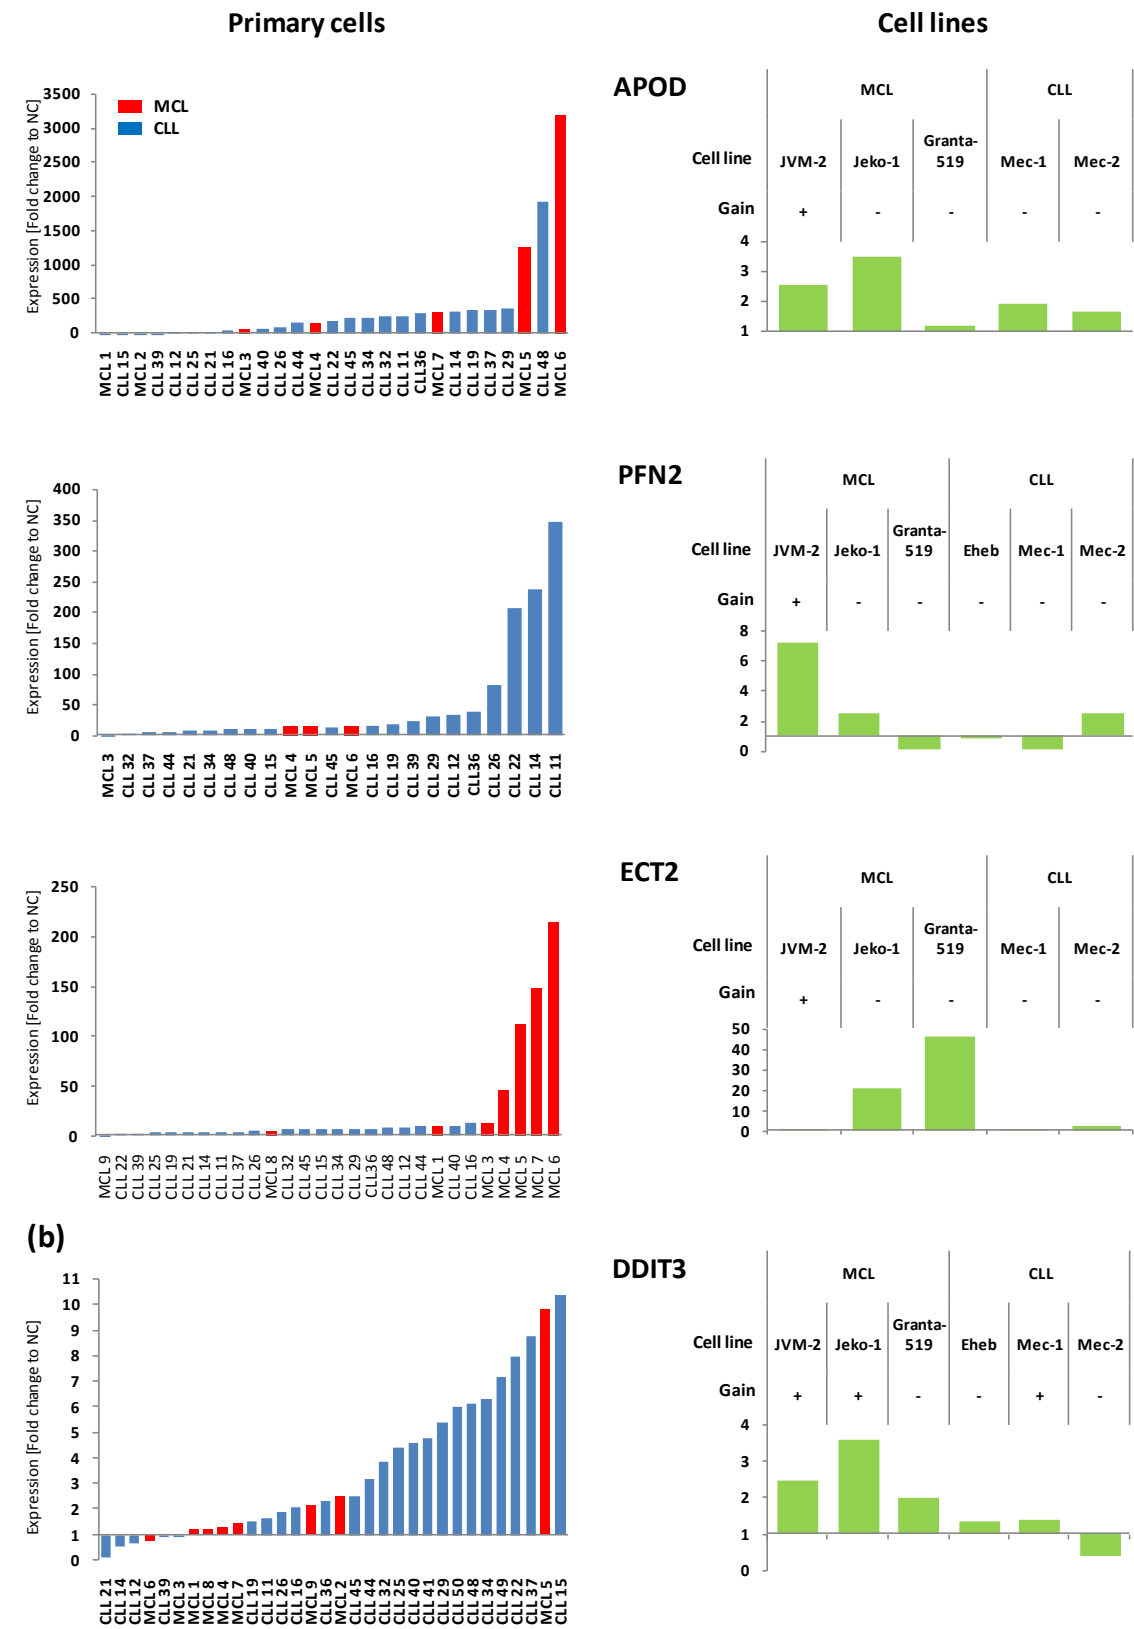 Primary cells
Cell lines
APOD
Expression [Fold change to NC]
3500
3000
2500
2000
1500
1000
500
0
MCL
CLL
MCL 1
CLL 15
MCL 2
CLL 39
CLL 12
CLL 25
CLL 21
CLL 16
MCL 3
CLL 40
CLL 26
CLL 44
MCL 4
CLL 22
CLL 45
CLL 34
CLL 32
CLL 11
CLL36
MCL 7
CLL 14
CLL 19
CLL 37
CLL 29
MCL 5
CLL 48
MCL 6
MCL CLL
Cell line JVM-2 Jeko-1 Granta-519 Mec-1 Mec-2
Gain + - - - -
4
3
2
1
PFN2
Expression [Fold change to NC]
400
350
300
250
200
150
100
50
0
MCL 3
CLL 32
CLL 37
CLL 44
CLL 21
CLL 34
CLL 48
CLL 40
CLL 15
MCL 4
MCL 5
CLL 45
MCL 6
CLL 16
CLL 19
CLL 39
CLL 29
CLL 12
CLL36
CLL 26
CLL 22
CLL 14
CLL 11
MCL CLL
Cell line JVM-2 Jeko-1 Granta-519 Eheb Mec-1 Mec-2
Gain + - - - - -
8
6
4
2
0
ECT2
Expression [Fold change to NC]
250
200
150
100
50
0
MCL 9
CLL 22
CLL 39
CLL 25
CLL 19
CLL 21
CLL 14
CLL 11
CLL 37
CLL 26
MCL 8
CLL 32
CLL 45
CLL 15
CLL 34
CLL 29
CLL36
CLL 48
CLL 12
CLL 44
MCL 1
CLL 40
CLL 16
MCL 3
MCL 4
MCL 5
MCL 7
MCL 6
MCL CLL
Cell line JVM-2 Jeko-1 Granta-519 Mec-1 Mec-2
Gain + - - - -
50
40
30
20
10
0
(b)
DDIT3
Expression [Fold change to NC]
11
10
9
8
7
6
5
4
3
2
1
0
CLL 21
CLL 14
CLL 12
MCL 6
CLL 39
MCL 3
MCL 1
MCL 8
MCL 4
MCL 7
CLL 19
CLL 11
CLL 26
CLL 16
MCL 9
CLL 36
MCL 2
CLL 45
CLL 44
CLL 32
CLL 25
CLL 40
CLL 41
CLL 29
CLL 50
CLL 48
CLL 34
CLL 49
CLL 22
CLL 37
MCL 5
CLL 15
MCL CLL
Cell line JVM-2 Jeko-1 Granta-519 Eheb Mec-1 Mec-2
Gain + + - - + -
4
3
2
1
0